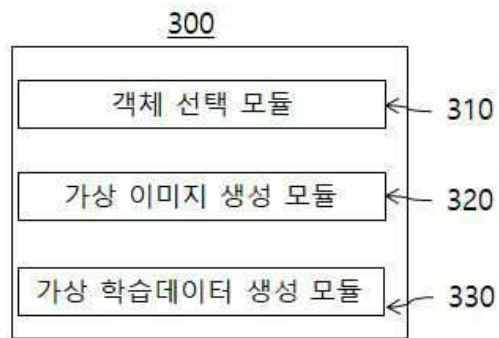 300
객체 선택 모듈
310
가상 이미지 생성 모듈
320
가상 학습데이터 생성 모듈
330